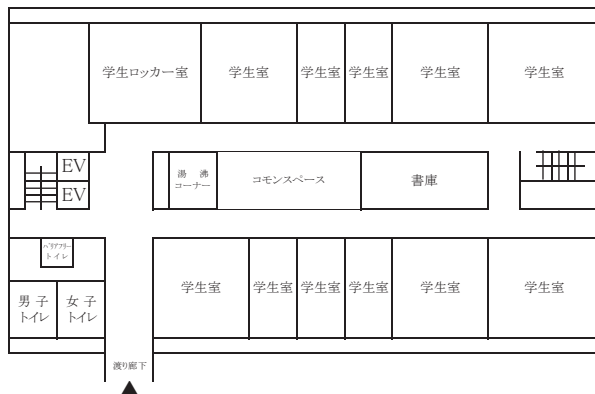 学生ロッカー室
学生室
学生室
学生室
学生室
学生室
EV
EV
湯 沸
コーナー
コモンスペース
書庫
バリアフリー
トイレ
男 子
トイレ
女 子
トイレ
学生室
学生室
学生室
学生室
学生室
学生室
渡り廊下